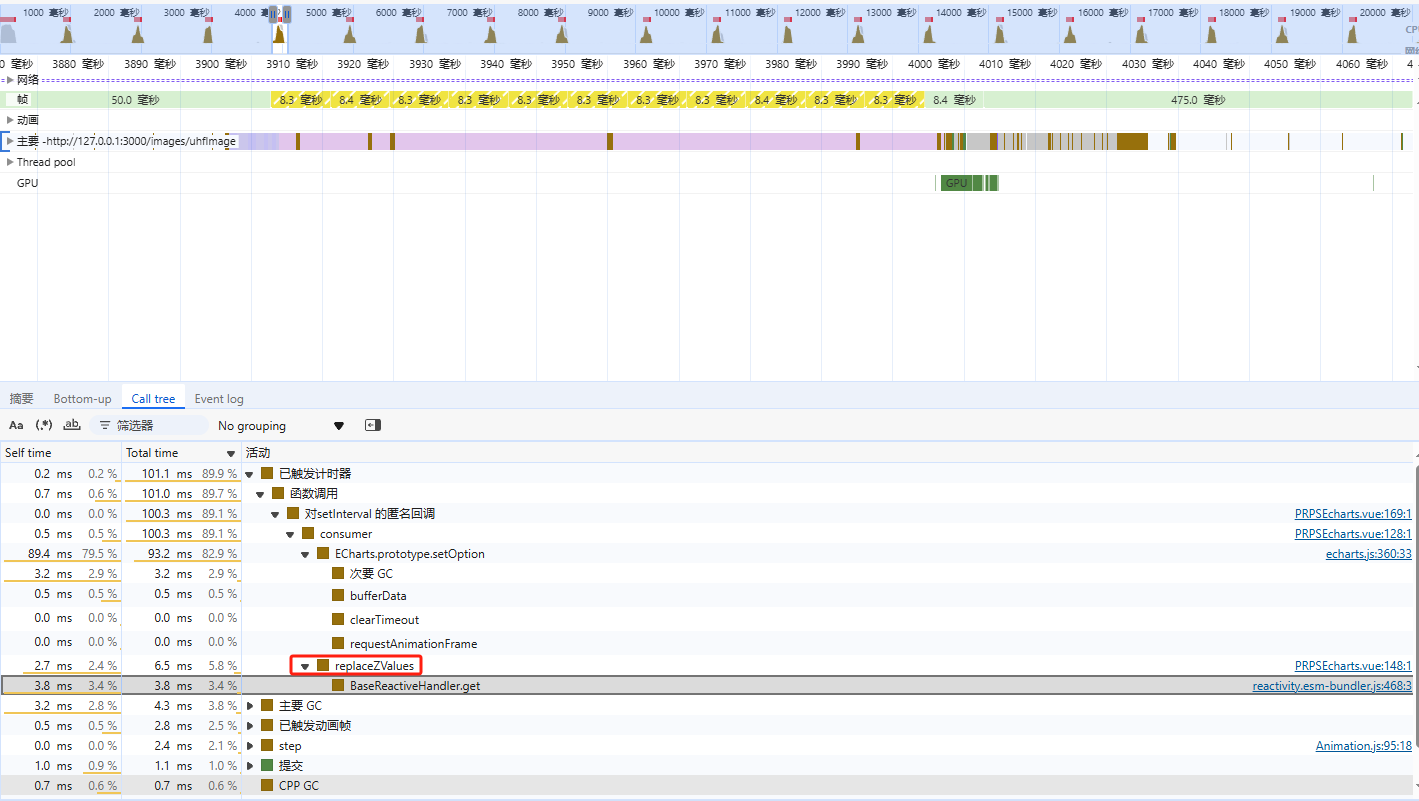 1000 毫秒 2000 毫秒 3000 毫秒 4000 毫秒 5000 毫秒 6000 毫秒 7000 毫秒 8000 毫秒 9000 毫秒 10000 毫秒 11000 毫秒 12000 毫秒 13000 毫秒 14000 毫秒 15000 毫秒 16000 毫秒 17000 毫秒 18000 毫秒 19000 毫秒 20000 毫秒
0 毫秒 3880 毫秒 3890 毫秒 3900 毫秒 3910 毫秒 3920 毫秒 3930 毫秒 3940 毫秒 3950 毫秒 3960 毫秒 3970 毫秒 3980 毫秒 3990 毫秒 4000 毫秒 4010 毫秒 4020 毫秒 4030 毫秒 4040 毫秒 4050 毫秒 4060 毫秒 4
网络
帧 50.0 毫秒 8.3 毫秒 8.4 毫秒 8.3 毫秒 8.3 毫秒 8.3 毫秒 8.3 毫秒 8.3 毫秒 8.3 毫秒 8.4 毫秒 8.3 毫秒 8.3 毫秒 8.4 毫秒 475.0 毫秒
动画
主要 -http://127.0.0.1:3000/images/uhfImage
Thread pool
GPU GPU
摘要 Bottom-up Call tree Event log
Aa (.*) ab. 筛选器 No grouping
Self time Total time 活动
0.2 ms 0.2 % 101.1 ms 89.9 % 已触发计时器
0.7 ms 0.6 % 101.0 ms 89.7 % 函数调用
0.0 ms 0.0 % 100.3 ms 89.1 % 对setInterval 的匿名回调 PRPSEcharts.vue:169:1
0.5 ms 0.5 % 100.3 ms 89.1 % consumer PRPSEcharts.vue:128:1
89.4 ms 79.5 % 93.2 ms 82.9 % ECharts.prototype.setOption echarts.js:360:33
3.2 ms 2.9 % 3.2 ms 2.9 % 次要 GC
0.5 ms 0.5 % 0.5 ms 0.5 % bufferData
0.0 ms 0.0 % 0.0 ms 0.0 % clearTimeout
0.0 ms 0.0 % 0.0 ms 0.0 % requestAnimationFrame
2.7 ms 2.4 % 6.5 ms 5.8 % replaceZValues PRPSEcharts.vue:148:1
3.8 ms 3.4 % 3.8 ms 3.4 % BaseReactiveHandler.get reactivity.esm-bundler.js:468:3
3.2 ms 2.8 % 4.3 ms 3.8 % 主要 GC
0.5 ms 0.5 % 2.8 ms 2.5 % 已触发动画帧
0.0 ms 0.0 % 2.4 ms 2.1 % step Animation.js:95:18
1.0 ms 0.9 % 1.1 ms 1.0 % 提交
0.7 ms 0.6 % 0.7 ms 0.6 % CPP GC